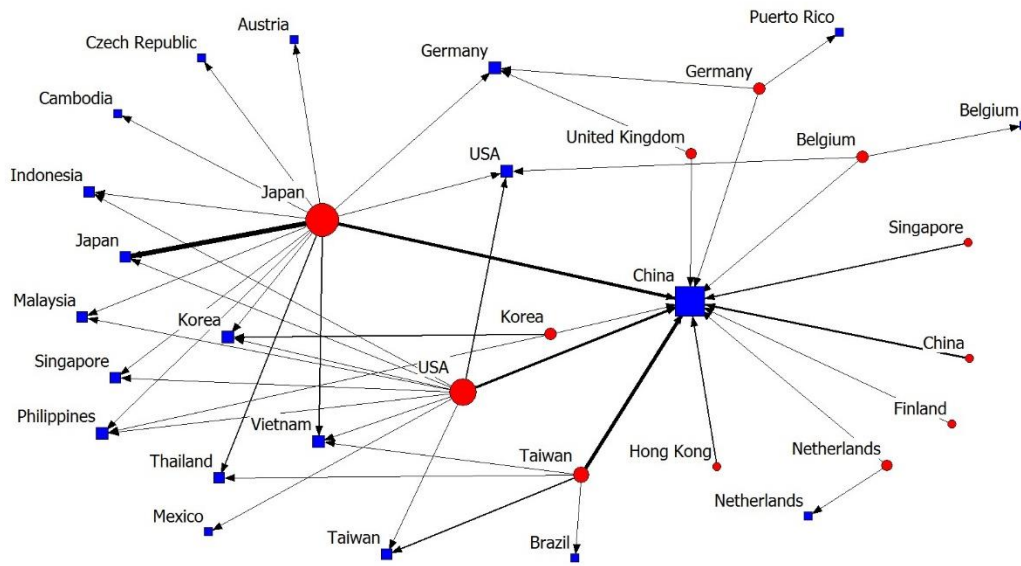 Puerto Rico
Austria
Czech Republic
Germany
Germany
Cambodia
Belgium
United Kingdom
Belgium
USA
Indonesia
Japan
Singapore
Japan
China
Malaysia
Korea
Korea
China
Singapore
USA
Philippines
Vietnam
Finland
Thailand
Taiwan
Hong Kong
Netherlands
Netherlands
Mexico
Taiwan
Brazil